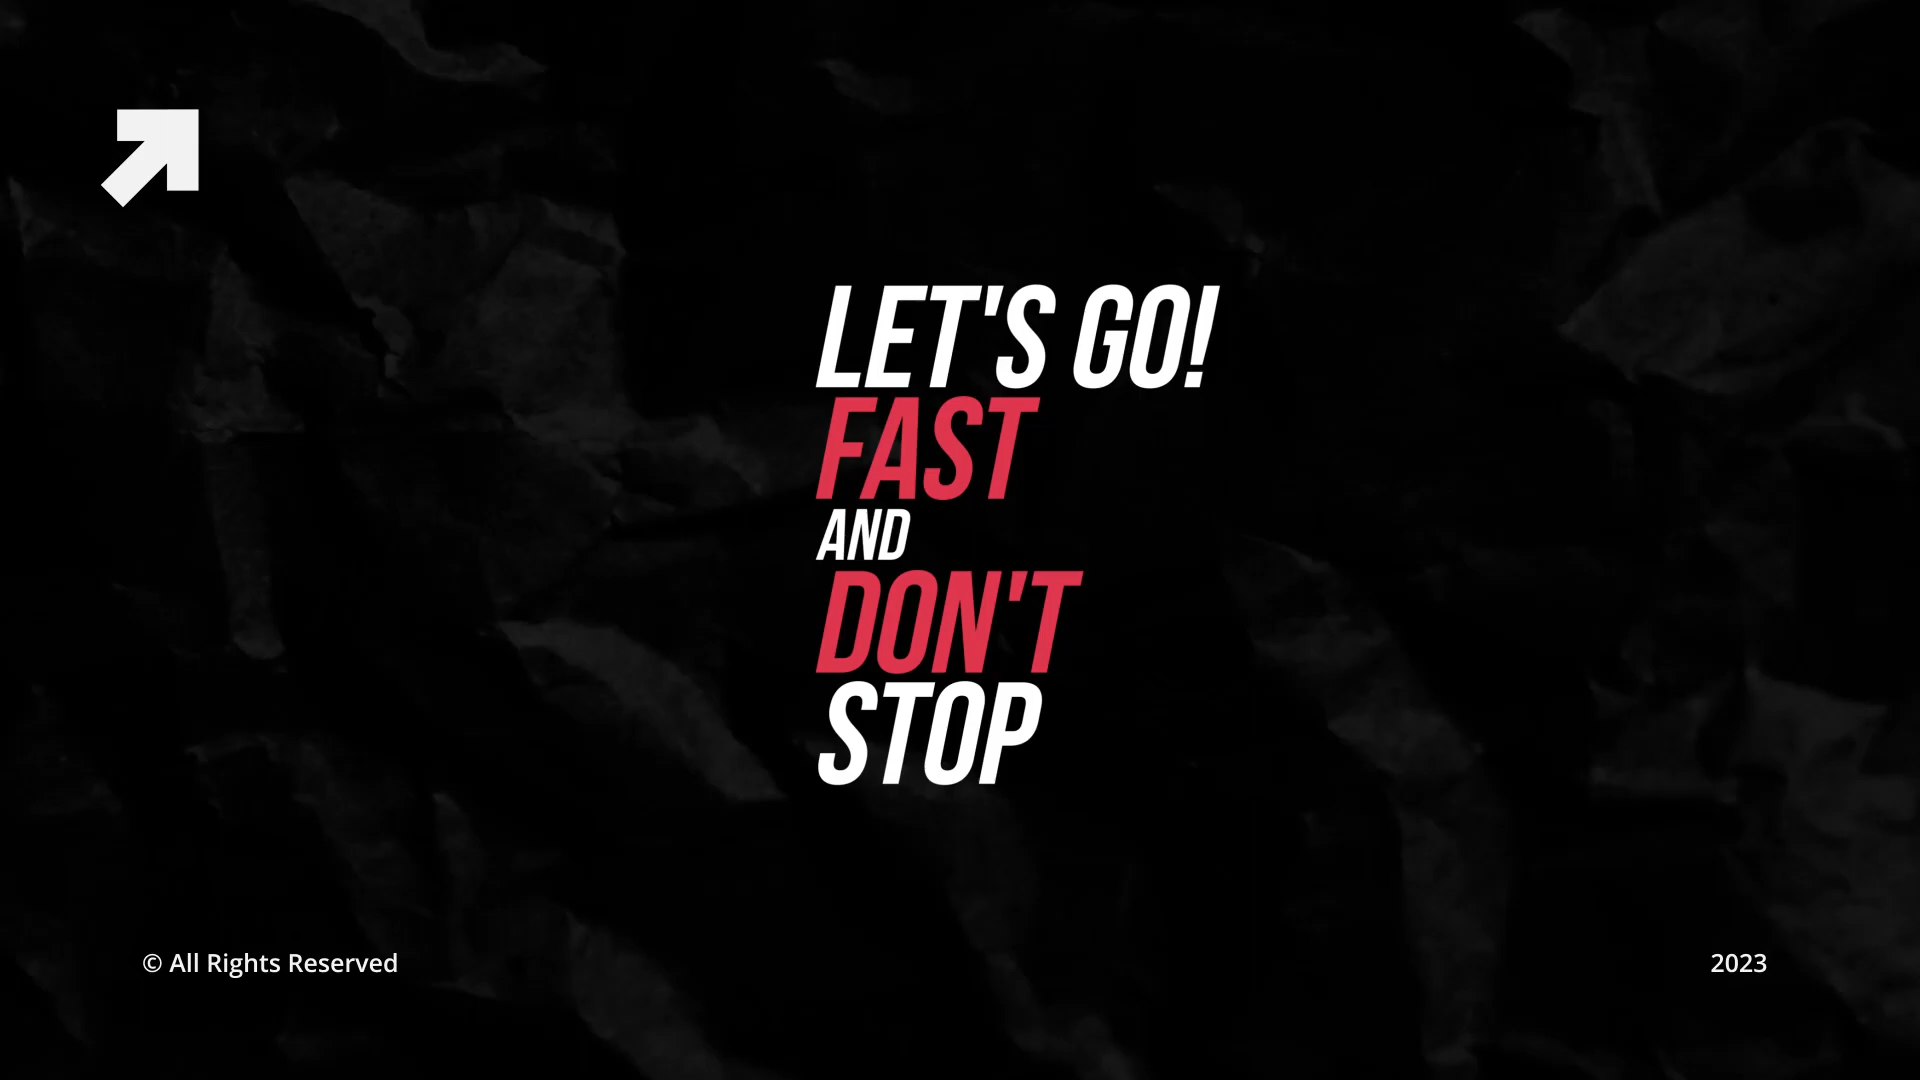 LET'S GO!
FAST
AND
DON'T
STOP
© All Rights Reserved
2023